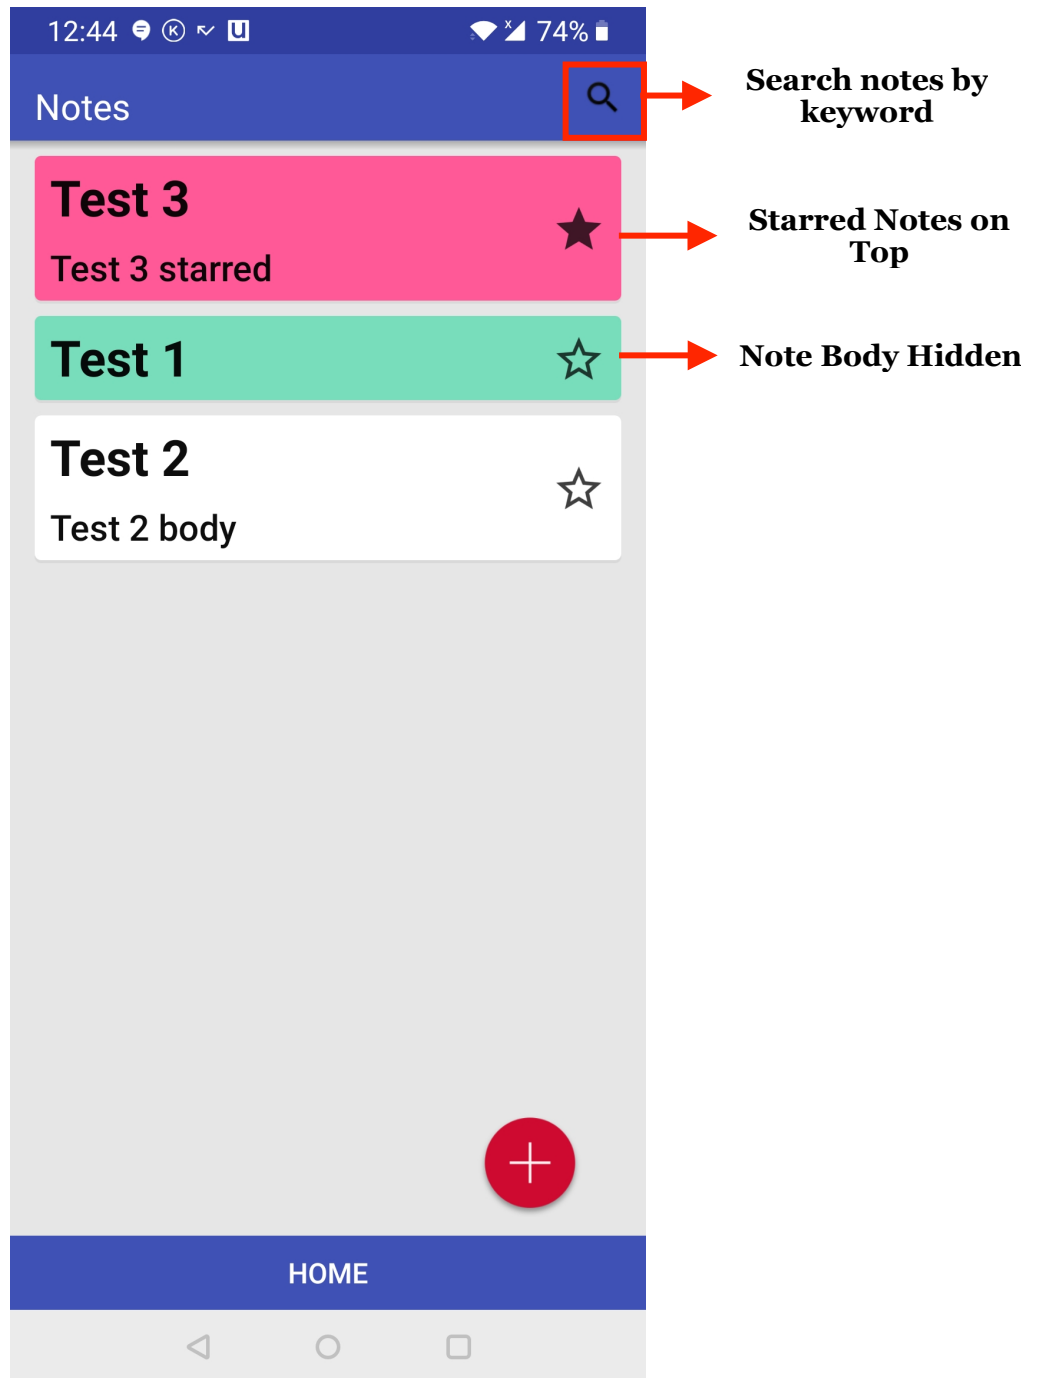 12:44
74%
Notes
Search notes by
keyword
Test 3
Test 3 starred
Starred Notes on
Top
Test 1
Note Body Hidden
Test 2
Test 2 body
HOME